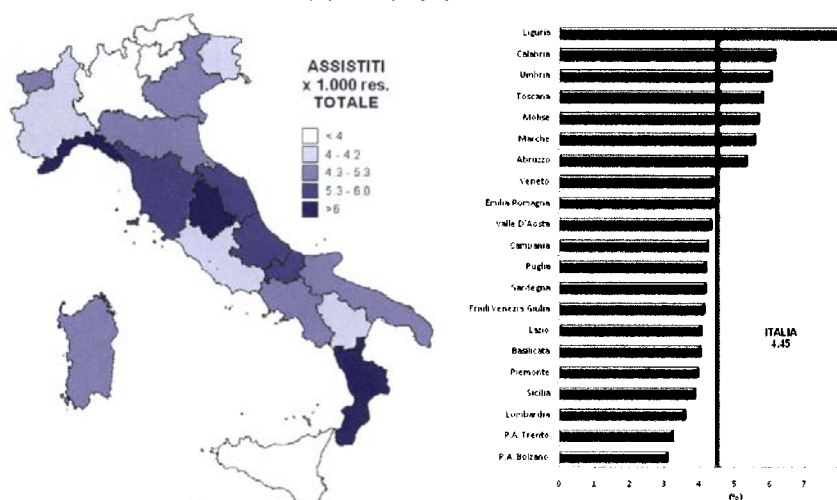 ASSISTITI
x 1.000 res.
TOTALE
< 4
4 - 4.2
4.3 - 5.3
5.3 - 6.0
>6
Liguria
Calabria
Umbria
Toscana
Molise
Marche
Abruzzo
Veneto
Emilia Romagna
Valle D'Aosta
Campania
Puglia
Sardegna
Friuli Venezia Giulia
Lazio
Basilicata
Piemonte
Sicilia
Lombardia
P.A. Trento
P.A. Bolzano
ITALIA
4.45
0 1 2 3 4 5 6 7
(%)